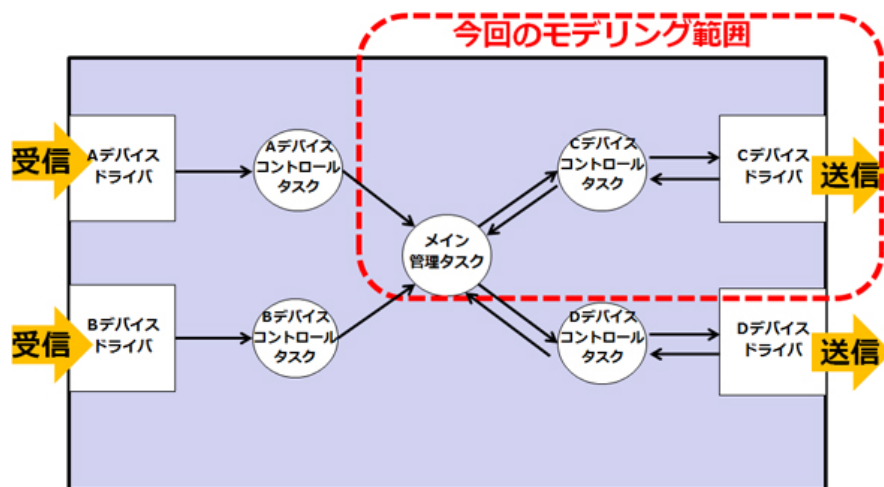 今回のモデリング範囲
受信
Aデバイス
ドライバ
Aデバイス
コントロール
タスク
Cデバイス
コントロール
タスク
Cデバイス
ドライバ
送信
メイン
管理タスク
受信
Bデバイス
ドライバ
Bデバイス
コントロール
タスク
Dデバイス
コントロール
タスク
Dデバイス
ドライバ
送信